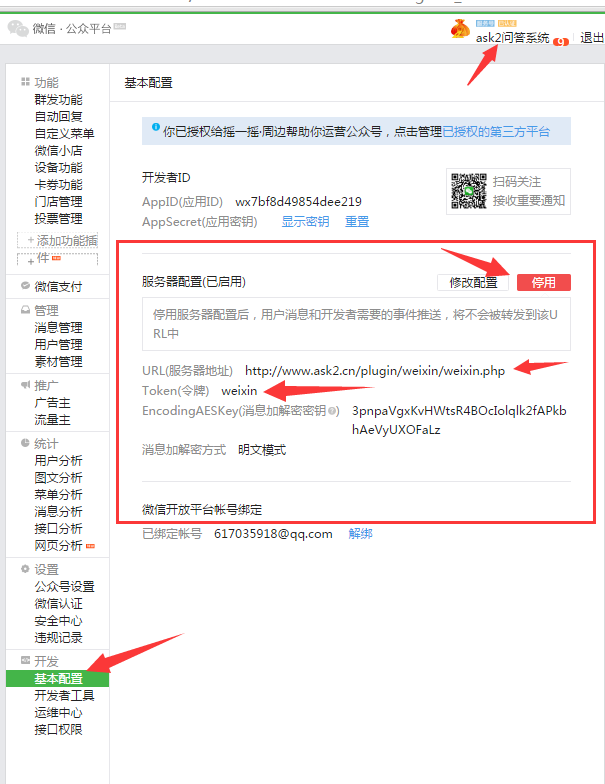 微信·公众平台
ask2问答系统 9 退出
功能
群发功能
自动回复
自定义菜单
微信小店
设备功能
卡券功能
门店管理
投票管理
+添加功能插
+件
微信支付
管理
消息管理
用户管理
素材管理
推广
广告主
流量主
统计
用户分析
图文分析
菜单分析
消息分析
接口分析
网页分析
设置
公众号设置
微信认证
安全中心
违规记录
开发
基本配置
开发者工具
运维中心
接口权限
基本配置
你已授权给摇一摇·周边帮助你运营公众号，点击管理已授权的第三方平台
开发者ID
AppID(应用ID) wx7bf8d49854dee219
AppSecret(应用密钥) 显示密钥 重置
扫码关注
接收重要通知
服务器配置(已启用) 修改配置 停用
停用服务器配置后，用户消息和开发者需要的事件推送，将不会被转发到该U
RL中
URL(服务器地址) http://www.ask2.cn/plugin/weixin/weixin.php
Token(令牌) weixin
EncodingAESKey(消息加解密密钥) 3pnpaVgxKvHWtsR4BOcIolqlk2fAPkb
hAeVyUXOFaLz
消息加解密方式 明文模式
微信开放平台帐号绑定
已绑定帐号 617035918@qq.com 解绑